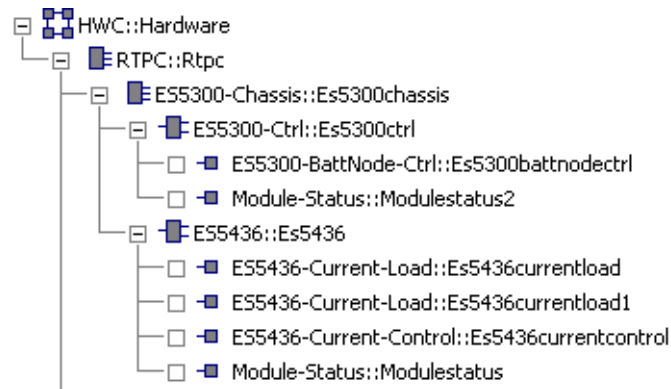 HWC::Hardware
RTPC::Rtpc
ES5300-Chassis::Es5300chassis
ES5300-Ctrl::Es5300ctrl
ES5300-BattNode-Ctrl::Es5300battnodectrl
Module-Status::Modulestatus2
ES5436::Es5436
ES5436-Current-Load::Es5436currentload
ES5436-Current-Load::Es5436currentload1
ES5436-Current-Control::Es5436currentcontrol
Module-Status::Modulestatus